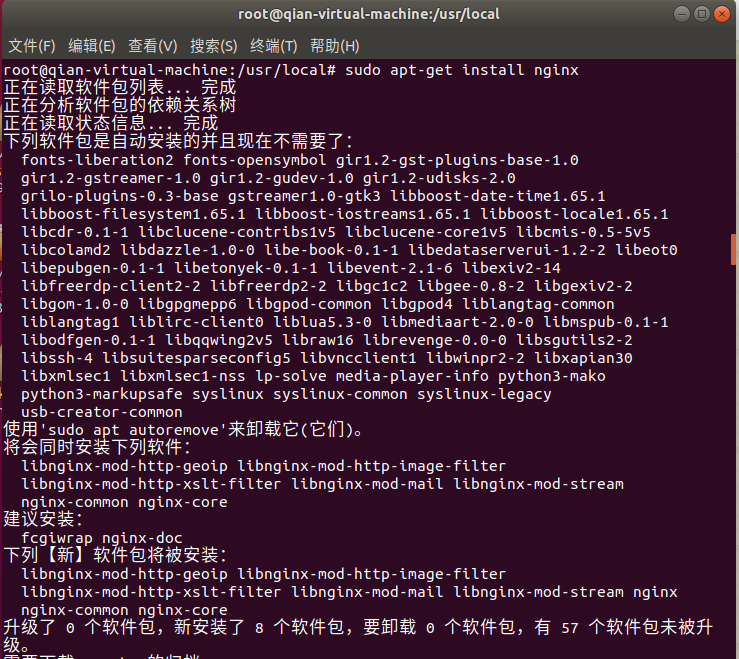 root@qian-virtual-machine:/usr/local
文件(F) 编辑(E) 查看(V) 搜索(S) 终端(T) 帮助(H)
root@qian-virtual-machine:/usr/local# sudo apt-get install nginx
正在读取软件包列表... 完成
正在分析软件包的依赖关系树
正在读取状态信息... 完成
下列软件包是自动安装的并且现在不需要了：
fonts-liberation2 fonts-opensymbol gir1.2-gst-plugins-base-1.0
gir1.2-gstreamer-1.0 gir1.2-gudev-1.0 gir1.2-udisks-2.0
grilo-plugins-0.3-base gstreamer1.0-gtk3 libboost-date-time1.65.1
libboost-filesystem1.65.1 libboost-iostreams1.65.1 libboost-locale1.65.1
libcdr-0.1-1 libclucene-contribs1v5 libclucene-core1v5 libcmis-0.5-5v5
libcolamd2 libdazzle-1.0-0 libe-book-0.1-1 libedataserverui-1.2-2 libeot0
libepubgen-0.1-1 libetonyek-0.1-1 libevent-2.1-6 libexiv2-14
libfreerdp-client2-2 libfreerdp2-2 libgc1c2 libgee-0.8-2 libgexiv2-2
libgom-1.0-0 libgpgmepp6 libgpod-common libgpod4 liblangtag-common
liblangtag1 liblirc-client0 liblua5.3-0 libmediaart-2.0-0 libmspub-0.1-1
libodfgen-0.1-1 libqqwing2v5 libraw16 librevenge-0.0-0 libsgutils2-2
libssh-4 libsuitesparseconfig5 libvncclient1 libwinpr2-2 libxapian30
libxmlsec1 libxmlsec1-nss lp-solve media-player-info python3-mako
python3-markupsafe syslinux syslinux-common syslinux-legacy
usb-creator-common
使用'sudo apt autoremove'来卸载它(它们)。
将会同时安装下列软件：
libnginx-mod-http-geoip libnginx-mod-http-image-filter
libnginx-mod-http-xslt-filter libnginx-mod-mail libnginx-mod-stream
nginx-common nginx-core
建议安装：
fcgiwrap nginx-doc
下列【新】软件包将被安装：
libnginx-mod-http-geoip libnginx-mod-http-image-filter
libnginx-mod-http-xslt-filter libnginx-mod-mail libnginx-mod-stream nginx
nginx-common nginx-core
升级了 0 个软件包，新安装了 8 个软件包，要卸载 0 个软件包，有 57 个软件包未被升
级。